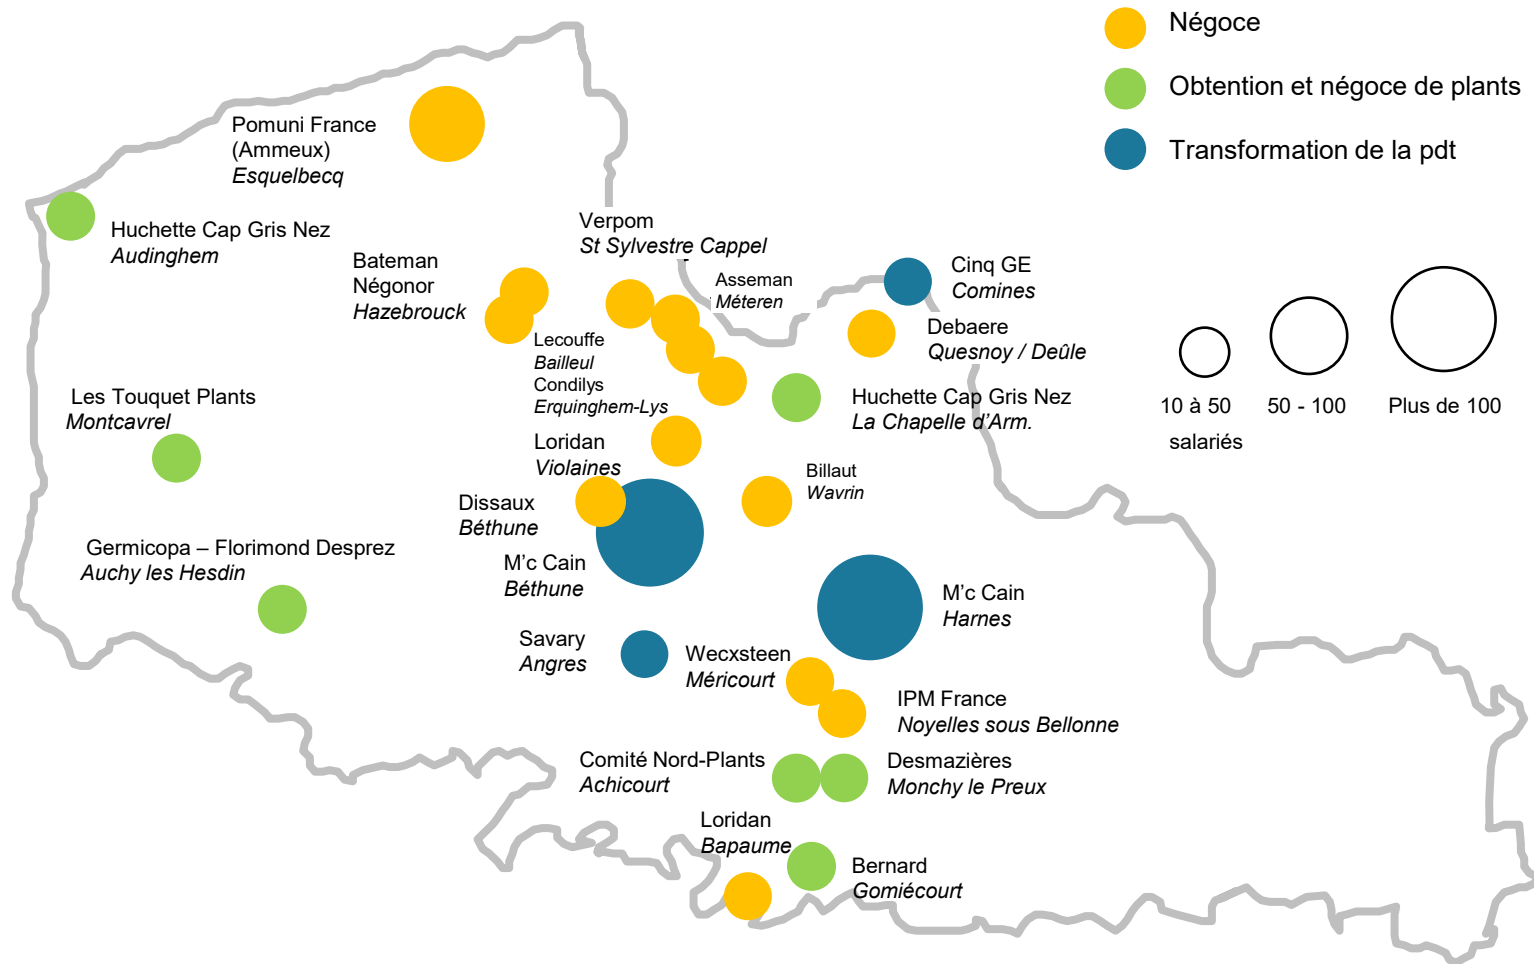 Négoce
Obtention et négoce de plants
Transformation de la pdt
10 à 50
salariés
50 - 100
Plus de 100
Pomuni France
(Ammeux)
Esquelbecq
Huchette Cap Gris Nez
Audinghem
Verpom
St Sylvestre Cappel
Bateman
Négonor
Hazebrouck
Asseman
Méteren
Cinq GE
Comines
Debaere
Quesnoy / Deûle
Lecouffe
Bailleul
Condilys
Erquinghem-Lys
Les Touquet Plants
Montcavrel
Huchette Cap Gris Nez
La Chapelle d'Arm.
Loridan
Violaines
Billaut
Wavrin
Dissaux
Béthune
Germicopa – Florimond Desprez
Auchy les Hesdin
M'c Cain
Béthune
M'c Cain
Harnes
Savary
Angres
Wecxsteen
Méricourt
IPM France
Noyelles sous Bellonne
Comité Nord-Plants
Achicourt
Desmazières
Monchy le Preux
Loridan
Bapaume
Bernard
Gomiécourt